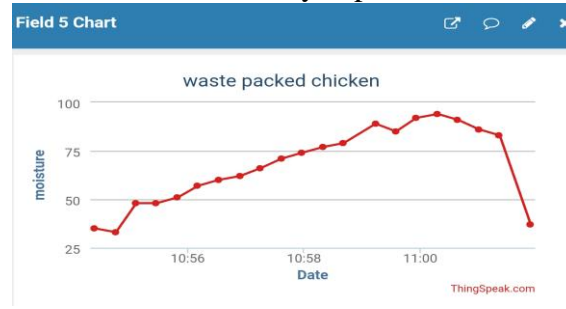 Field 5 Chart
waste packed chicken
100
75
50
25
moisture
10:56
10:58
11:00
Date
ThingSpeak.com